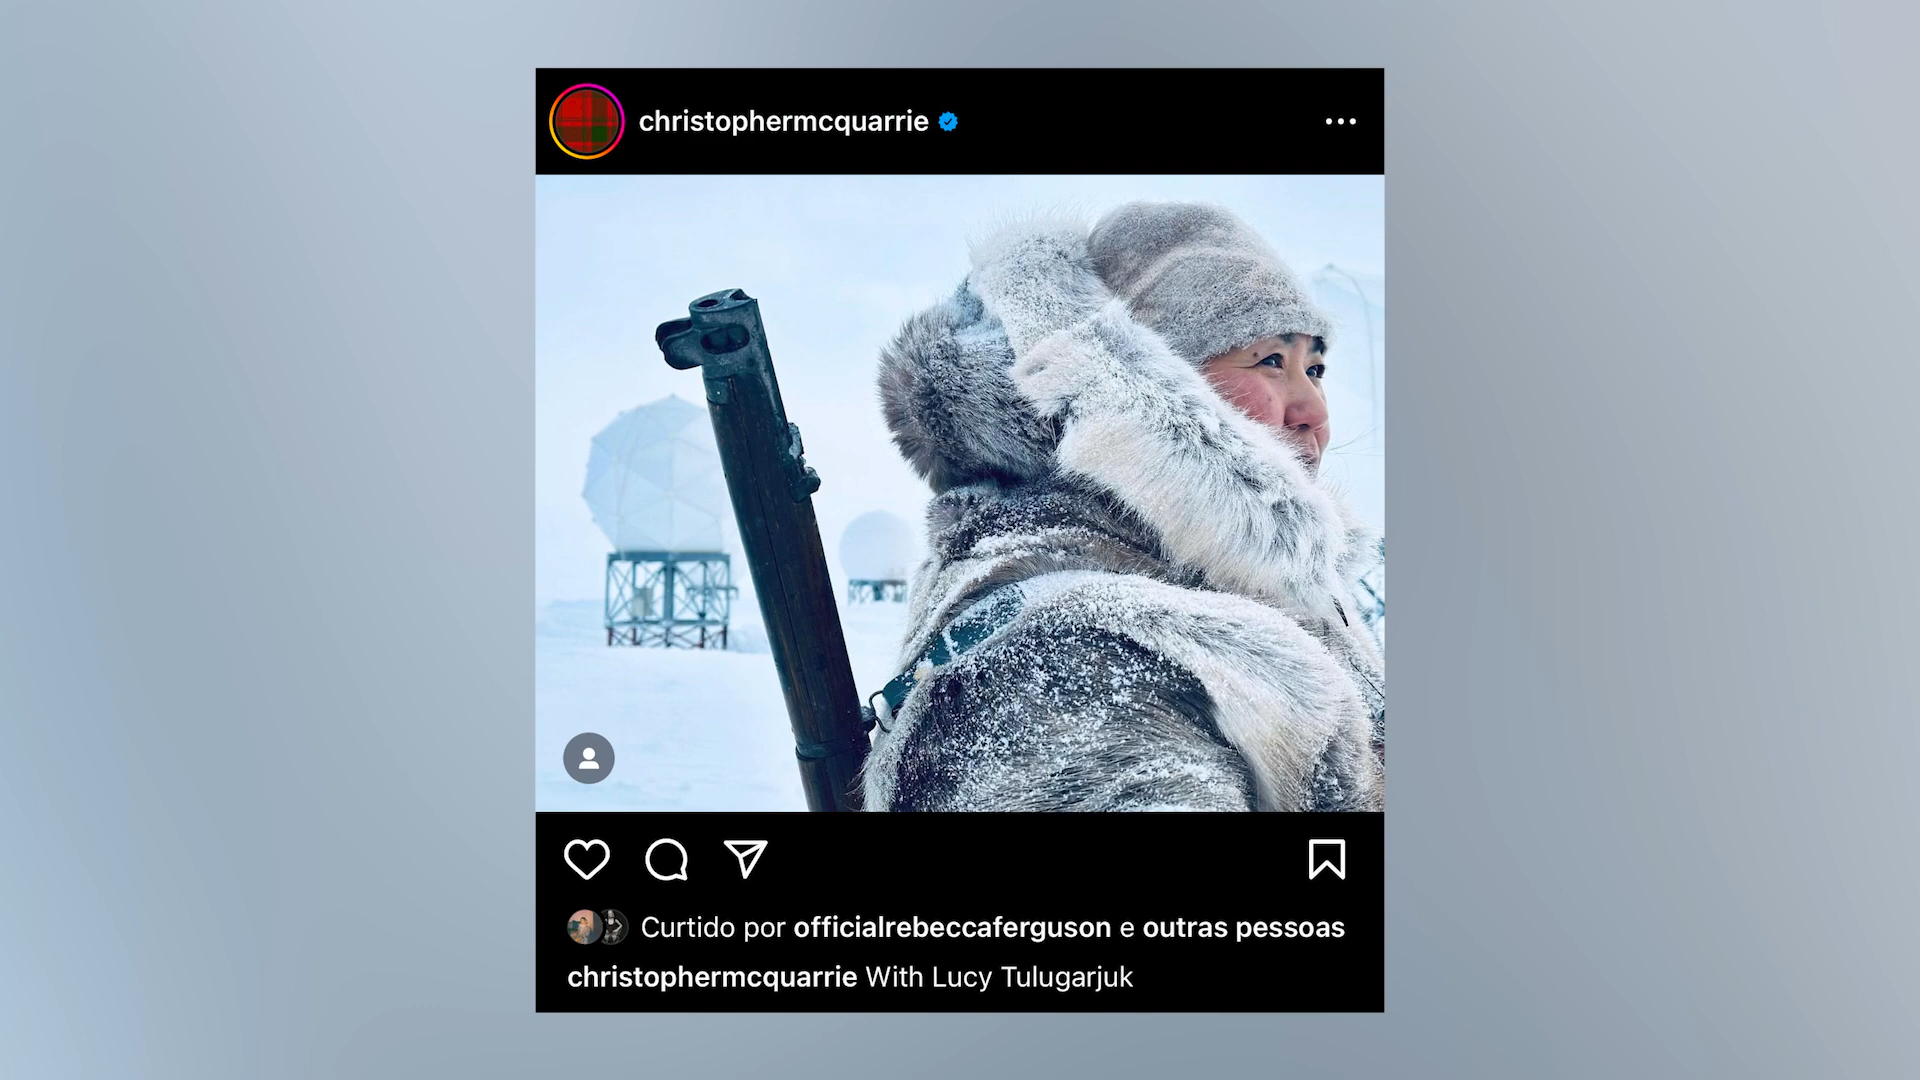 christophermcquarrie
Curtido por officialrebeccaferguson e outras pessoas
christophermcquarrie With Lucy Tulugarjuk